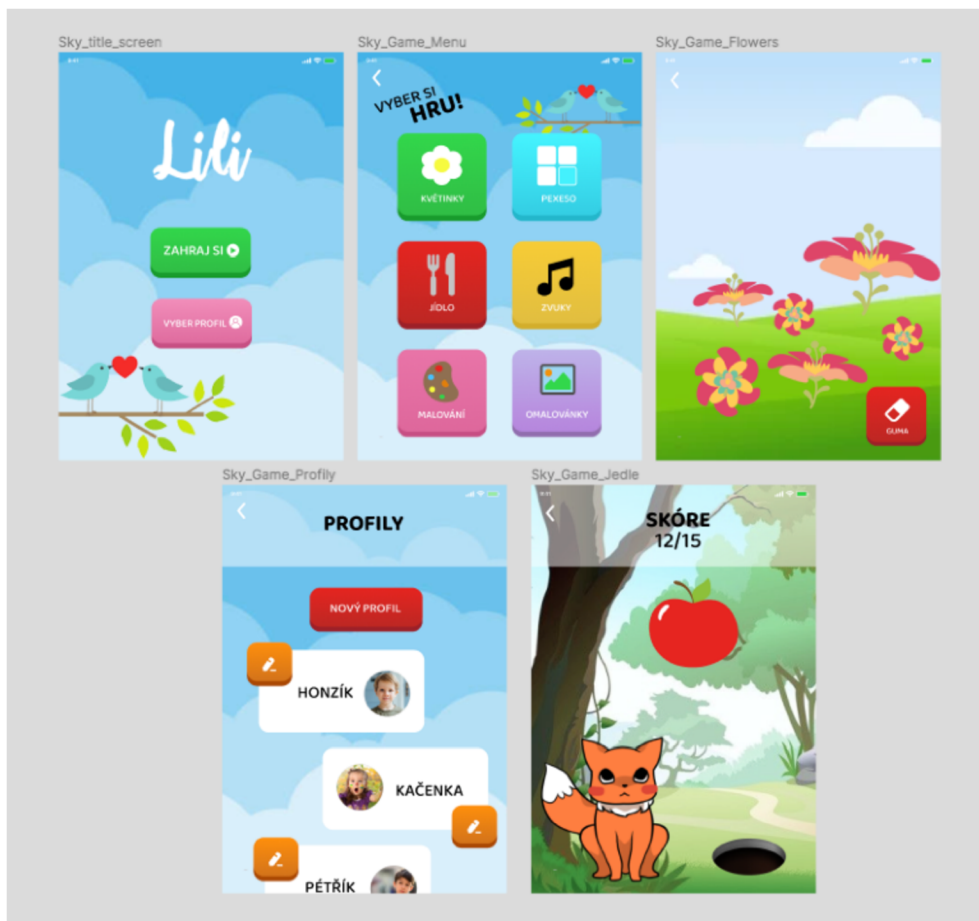 Sky_title_screen
Lili
ZAHRAJ SI
VYBER PROFIL
Sky_Game_Menu
VYBER SI
HRU!
KVĚTINKY
PEXESO
JÍDLO
ZVUKY
MALOVÁNÍ
OMALOVÁNKY
Sky_Game_Flowers
GUMA
Sky_Game_Profily
PROFILY
NOVÝ PROFIL
HONZÍK
KAČENKA
PÉTŘÍK
Sky_Game_Jedle
SKÓRE
12/15